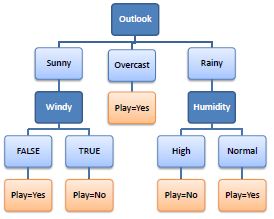 Outlook
Sunny
Overcast
Rainy
Windy
Play=Yes
Humidity
FALSE
TRUE
High
Normal
Play=Yes
Play=No
Play=No
Play=Yes